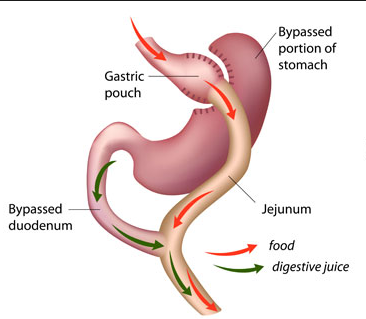 Bypassed
portion of
stomach
Gastric
pouch
Bypassed
duodenum
Jejunum
food
digestive juice